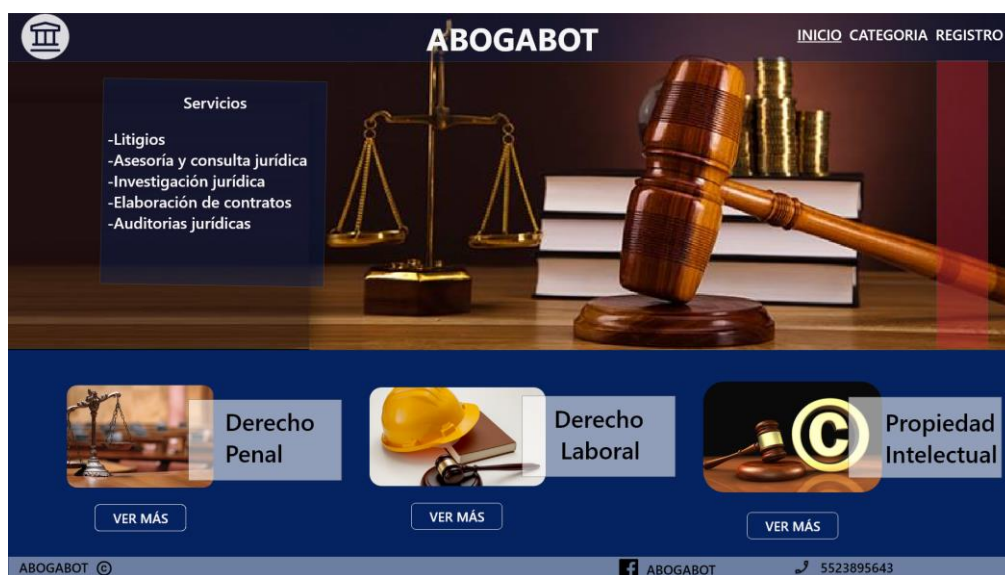 ABOGABOT
INICIO CATEGORIA REGISTRO
Servicios
-Litigios
-Asesoría y consulta jurídica
-Investigación jurídica
-Elaboración de contratos
-Auditorias jurídicas
Derecho
Penal
VER MÁS
Derecho
Laboral
VER MÁS
Propiedad
Intelectual
VER MÁS
ABOGABOT ©
ABOGABOT
5523895643